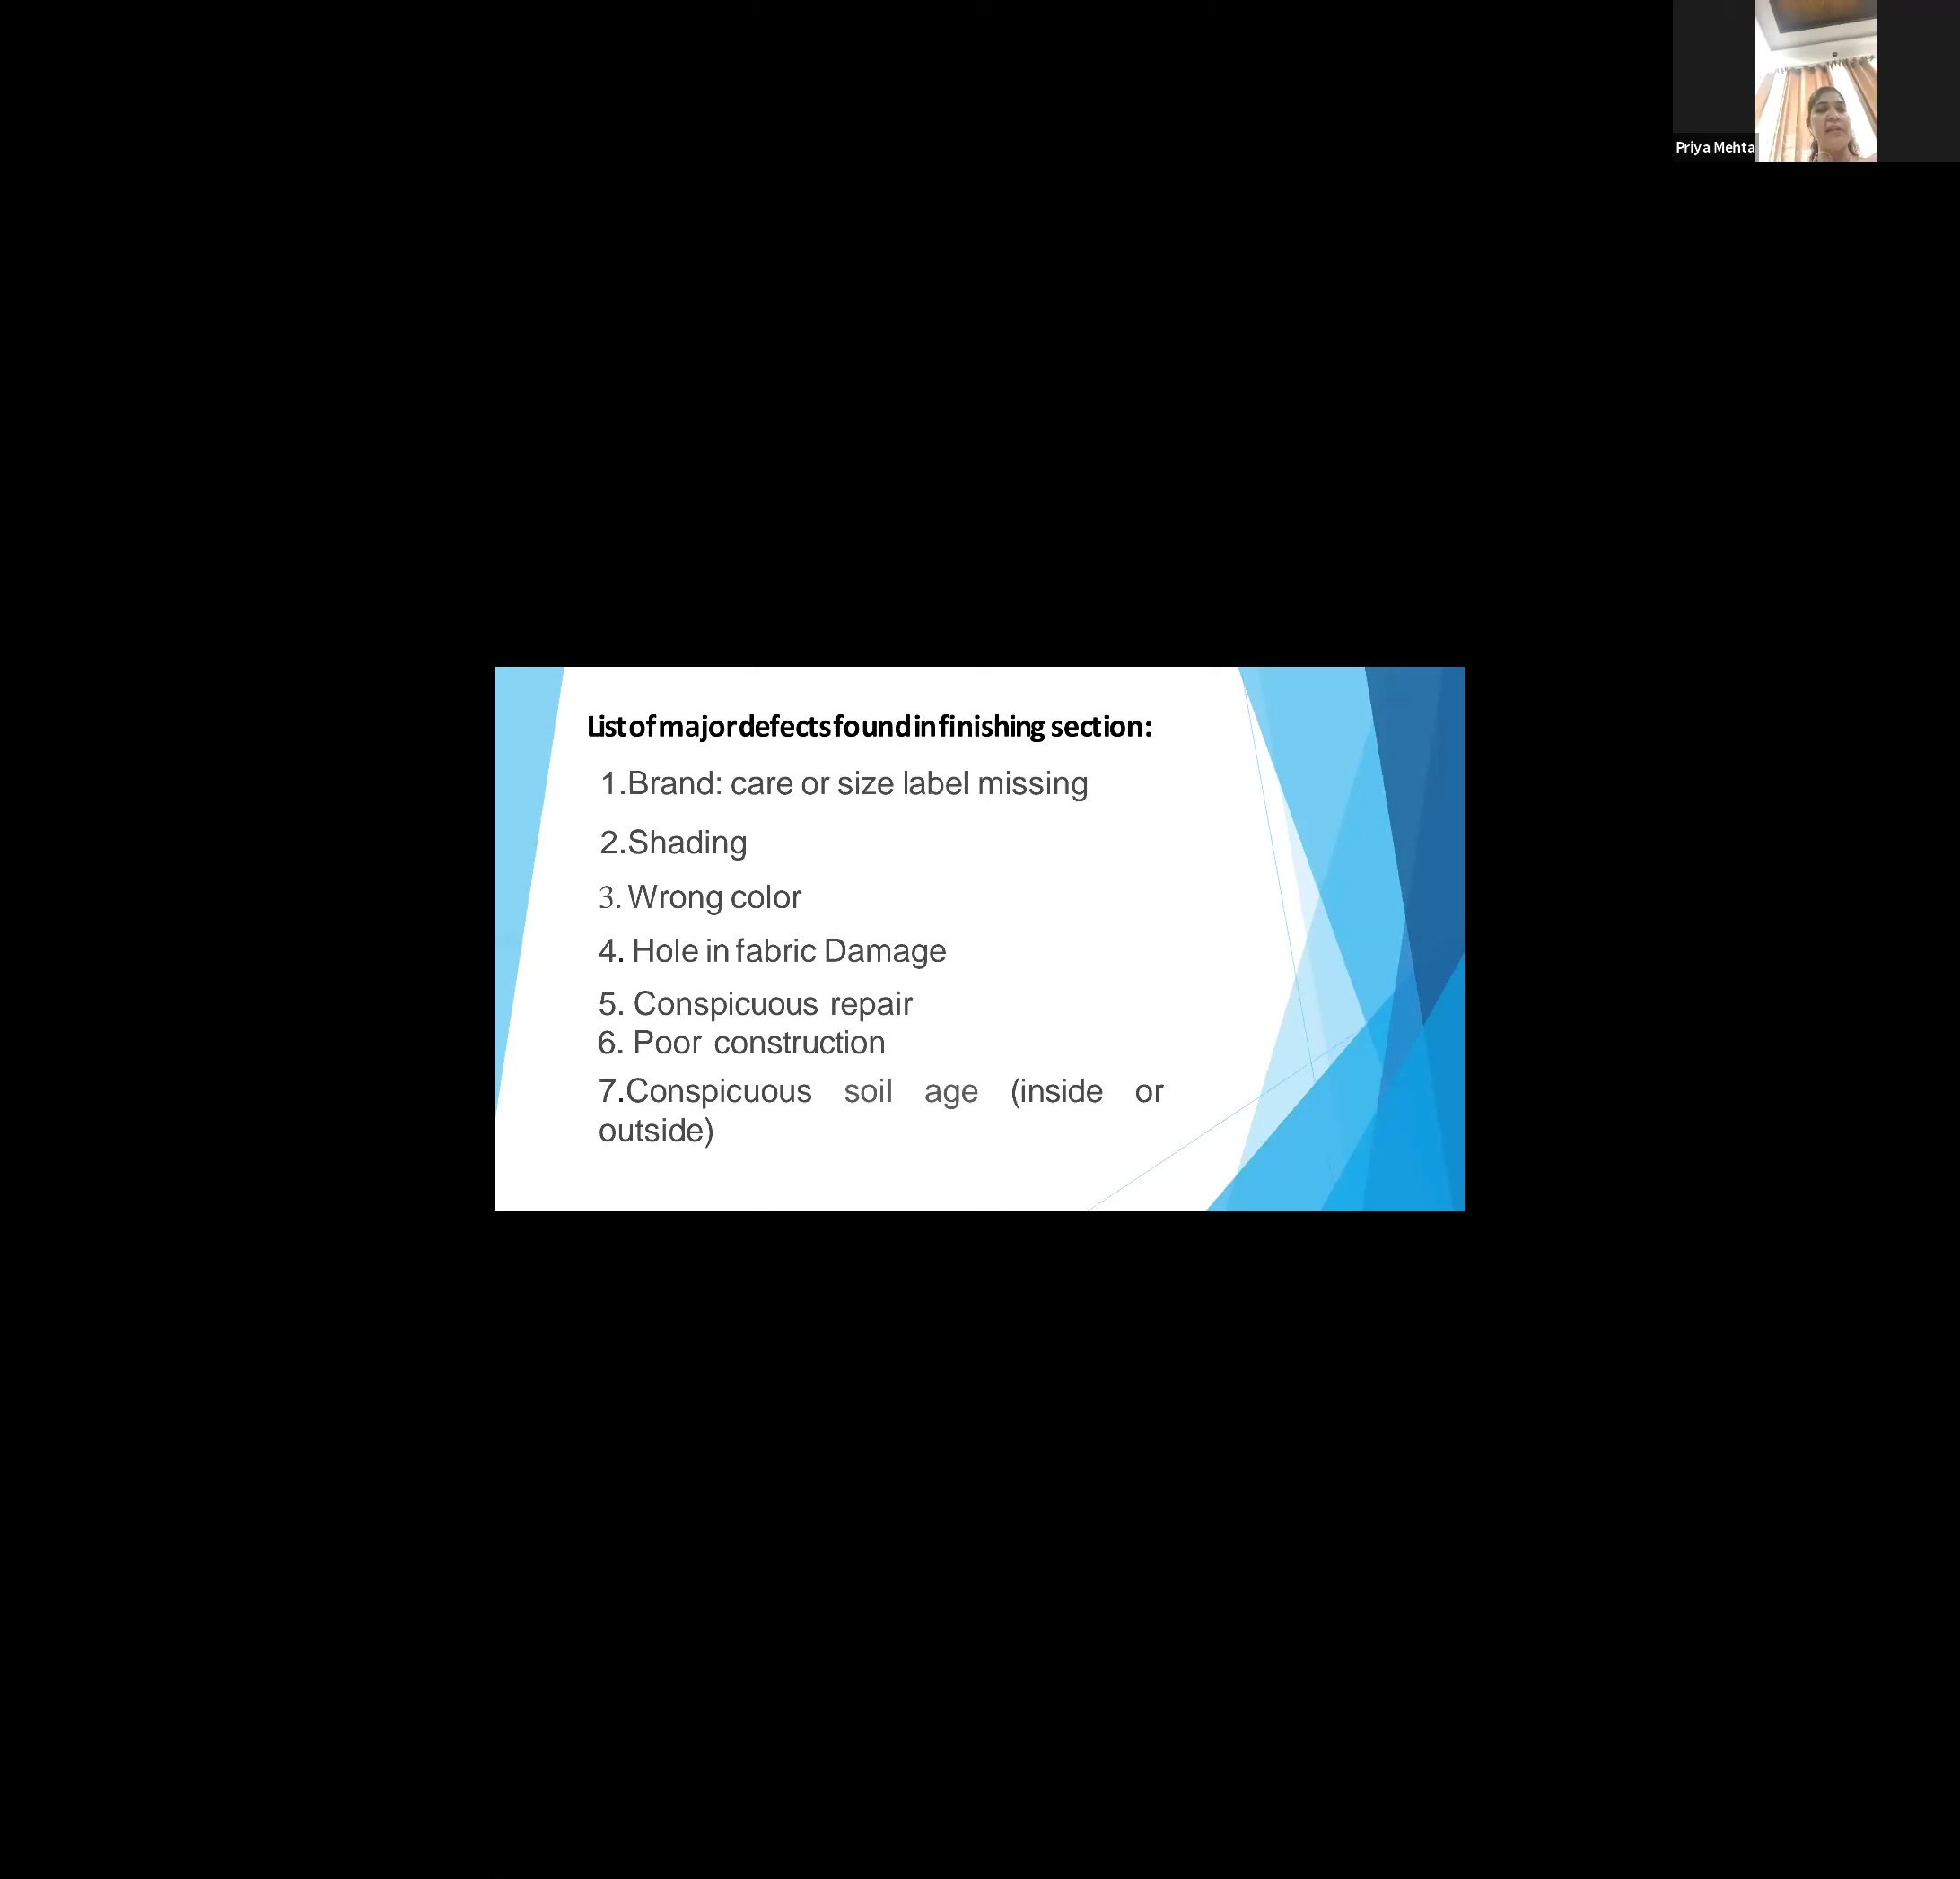 Priya Mehta
List of major defects found in finishing section:
1.Brand: care or size label missing
2.Shading
3. Wrong color
4. Hole in fabric Damage
5. Conspicuous repair
6. Poor construction
7.Conspicuous soil age (inside or
outside)